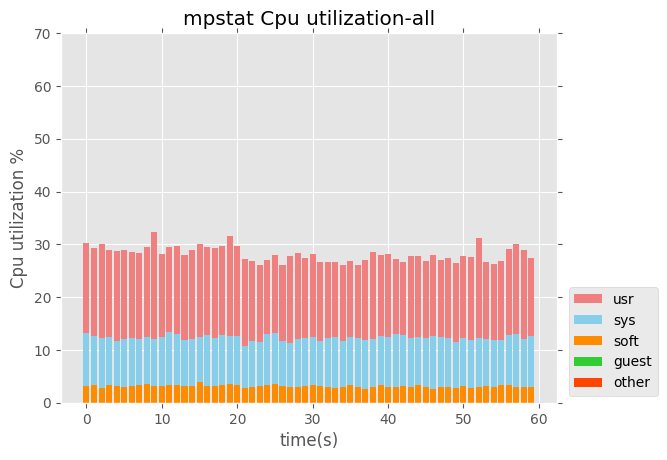 mpstat Cpu utilization-all
Cpu utilization %
70
60
50
40
30
20
10
0
0 10 20 30 40 50 60
time(s)
usr
sys
soft
guest
other